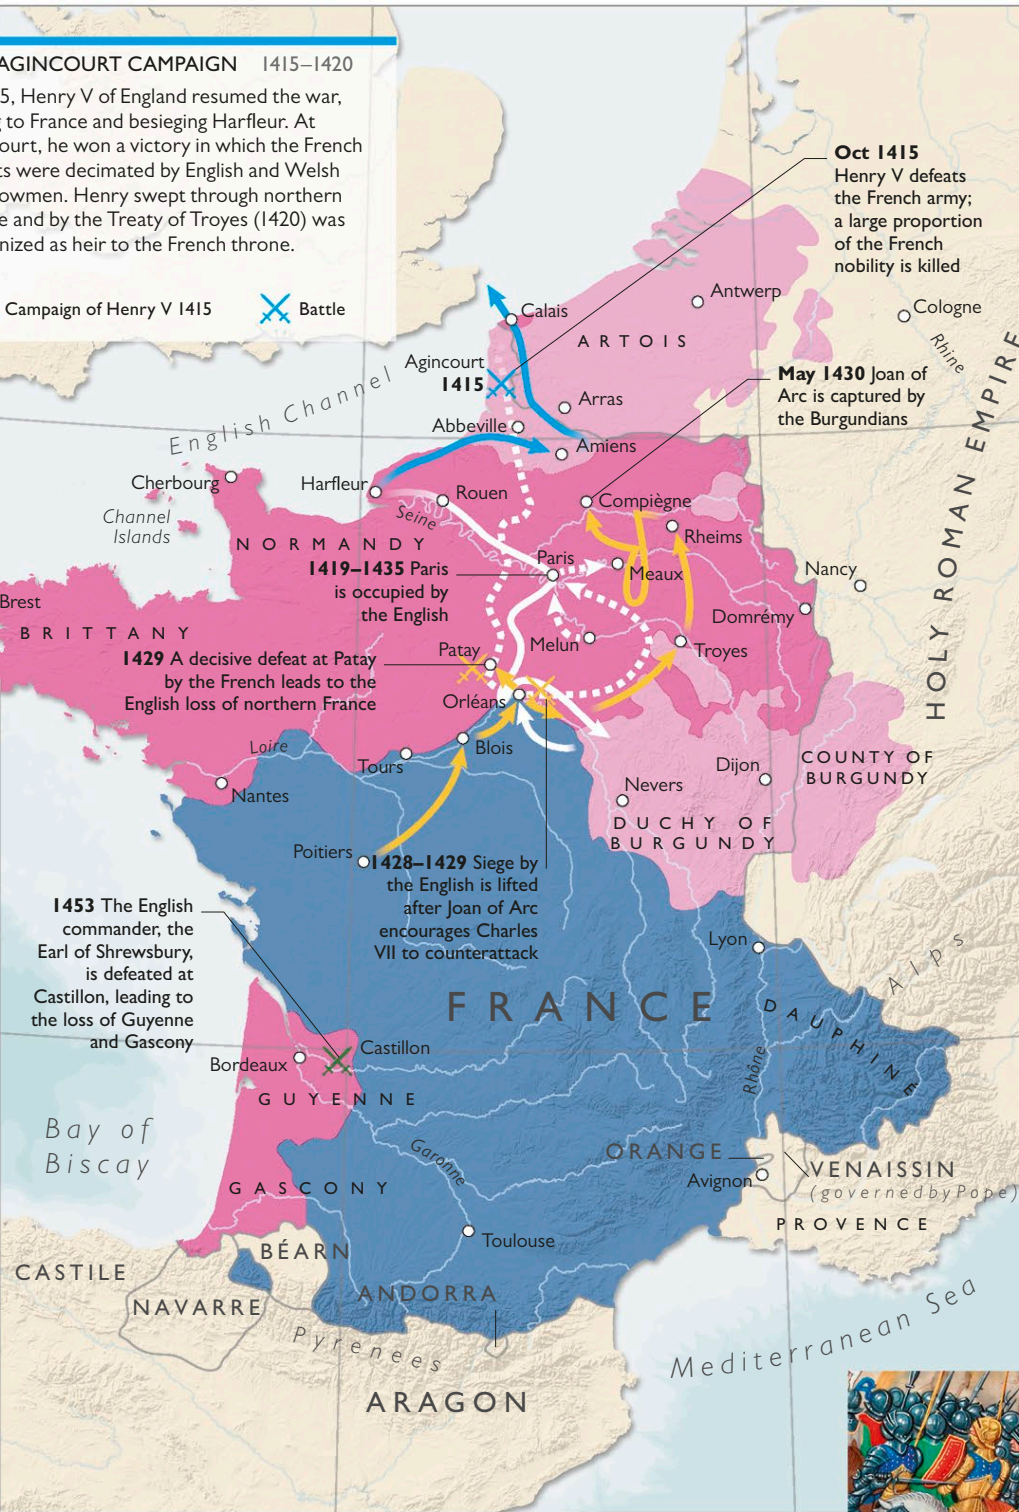 AGINCOURT CAMPAIGN 1415–1420
5, Henry V of England resumed the war,
g to France and besieging Harfleur. At
court, he won a victory in which the French
ts were decimated by English and Welsh
owmen. Henry swept through northern
e and by the Treaty of Troyes (1420) was
nized as heir to the French throne.
Campaign of Henry V 1415
Battle
Oct 1415
Henry V defeats
the French army;
a large proportion
of the French
nobility is killed
Antwerp
Cologne
Rhine
Calais
ARTOIS
Agincourt
1415
May 1430 Joan of
Arc is captured by
the Burgundians
HOLY ROMAN EMPIRE
English Channel
Arras
Abbeville
Amiens
Cherbourg
Harfleur
Rouen
Compiègne
Channel
Islands
Seine
Rheims
NORMANDY
Paris
1419–1435 Paris
is occupied by
the English
Meaux
Nancy
Brest
BRITTANY
Domrémy
Melun
Troyes
Patay
1429 A decisive defeat at Patay
by the French leads to the
English loss of northern France
Orléans
Loire
Blois
Tours
Nantes
Dijon
COUNTY OF
BURGUNDY
Nevers
DUCHY OF
BURGUNDY
Poitiers
1428–1429 Siege by
the English is lifted
after Joan of Arc
encourages Charles
VII to counterattack
1453 The English
commander, the
Earl of Shrewsbury,
is defeated at
Castillon, leading to
the loss of Guyenne
and Gascony
Lyon
Alps
FRANCE
DAUPHINE
Castillon
Bordeaux
Rhône
GUYENNE
Bay of
Biscay
Garonne
ORANGE
VENAISSIN
(governed by Pope)
Avignon
GASCONY
PROVENCE
Toulouse
BÉARN
CASTILE
ANDORRA
NAVARRE
Pyrenees
Mediterranean Sea
ARAGON